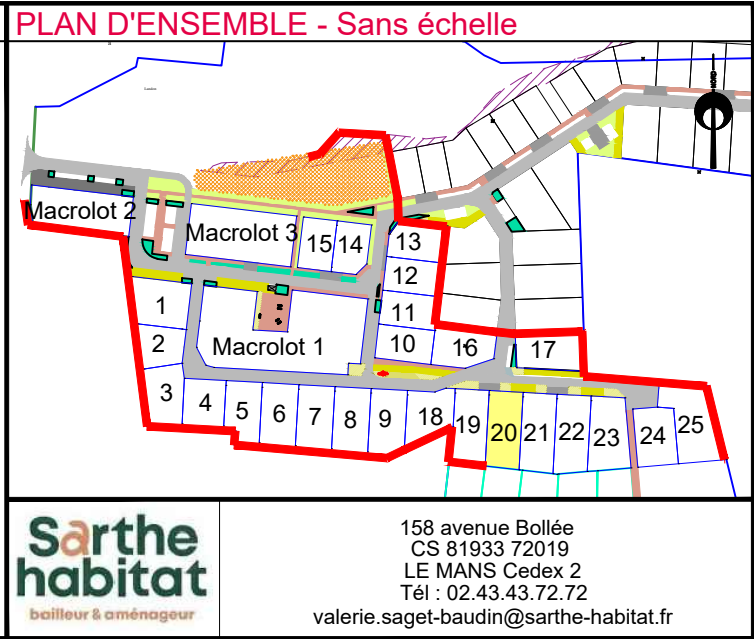 PLAN D'ENSEMBLE - Sans échelle
Macrolot 2
Macrolot 3
15
14
13
12
11
10
16
17
1
2
3
Macrolot 1
4
5
6
7
8
9
18
19
20
21
22
23
24
25
Sarthe
habitat
bailleur & aménageur
158 avenue Bollée
CS 81933 72019
LE MANS Cedex 2
Tél : 02.43.43.72.72
valerie.saget-baudin@sarthe-habitat.fr